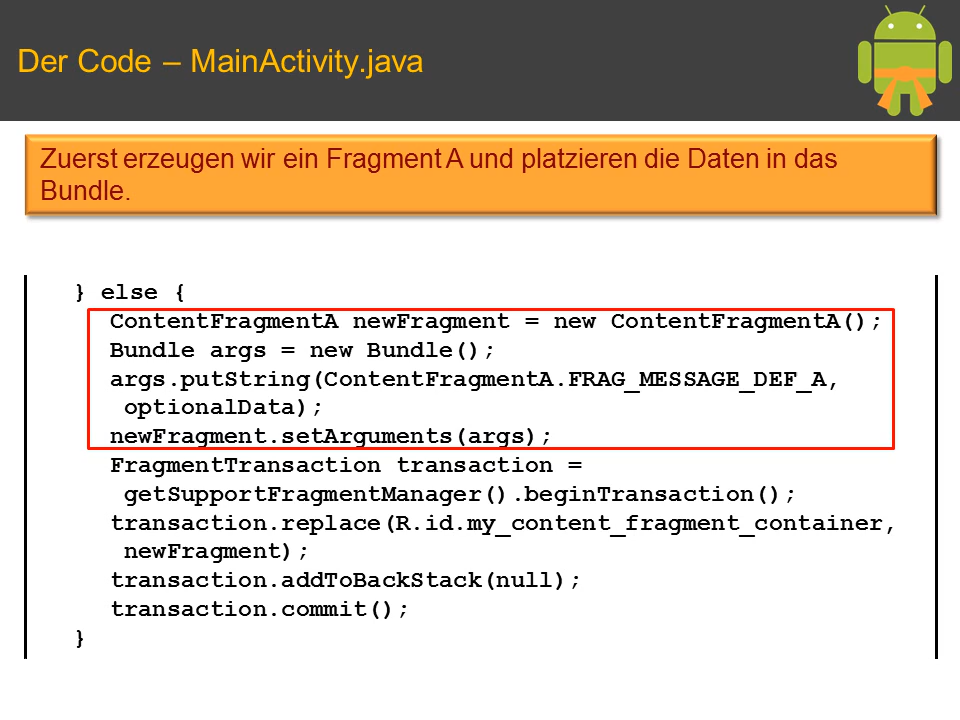 Der Code – MainActivity.java
Zuerst erzeugen wir ein Fragment A und platzieren die Daten in das
Bundle.
} else {
ContentFragmentA newFragment = new ContentFragmentA();
Bundle args = new Bundle();
args.putString(ContentFragmentA.FRAG_MESSAGE_DEF_A,
optionalData);
newFragment.setArguments(args);
FragmentTransaction transaction =
getSupportFragmentManager().beginTransaction();
transaction.replace(R.id.my_content_fragment_container,
newFragment);
transaction.addToBackStack(null);
transaction.commit();
}